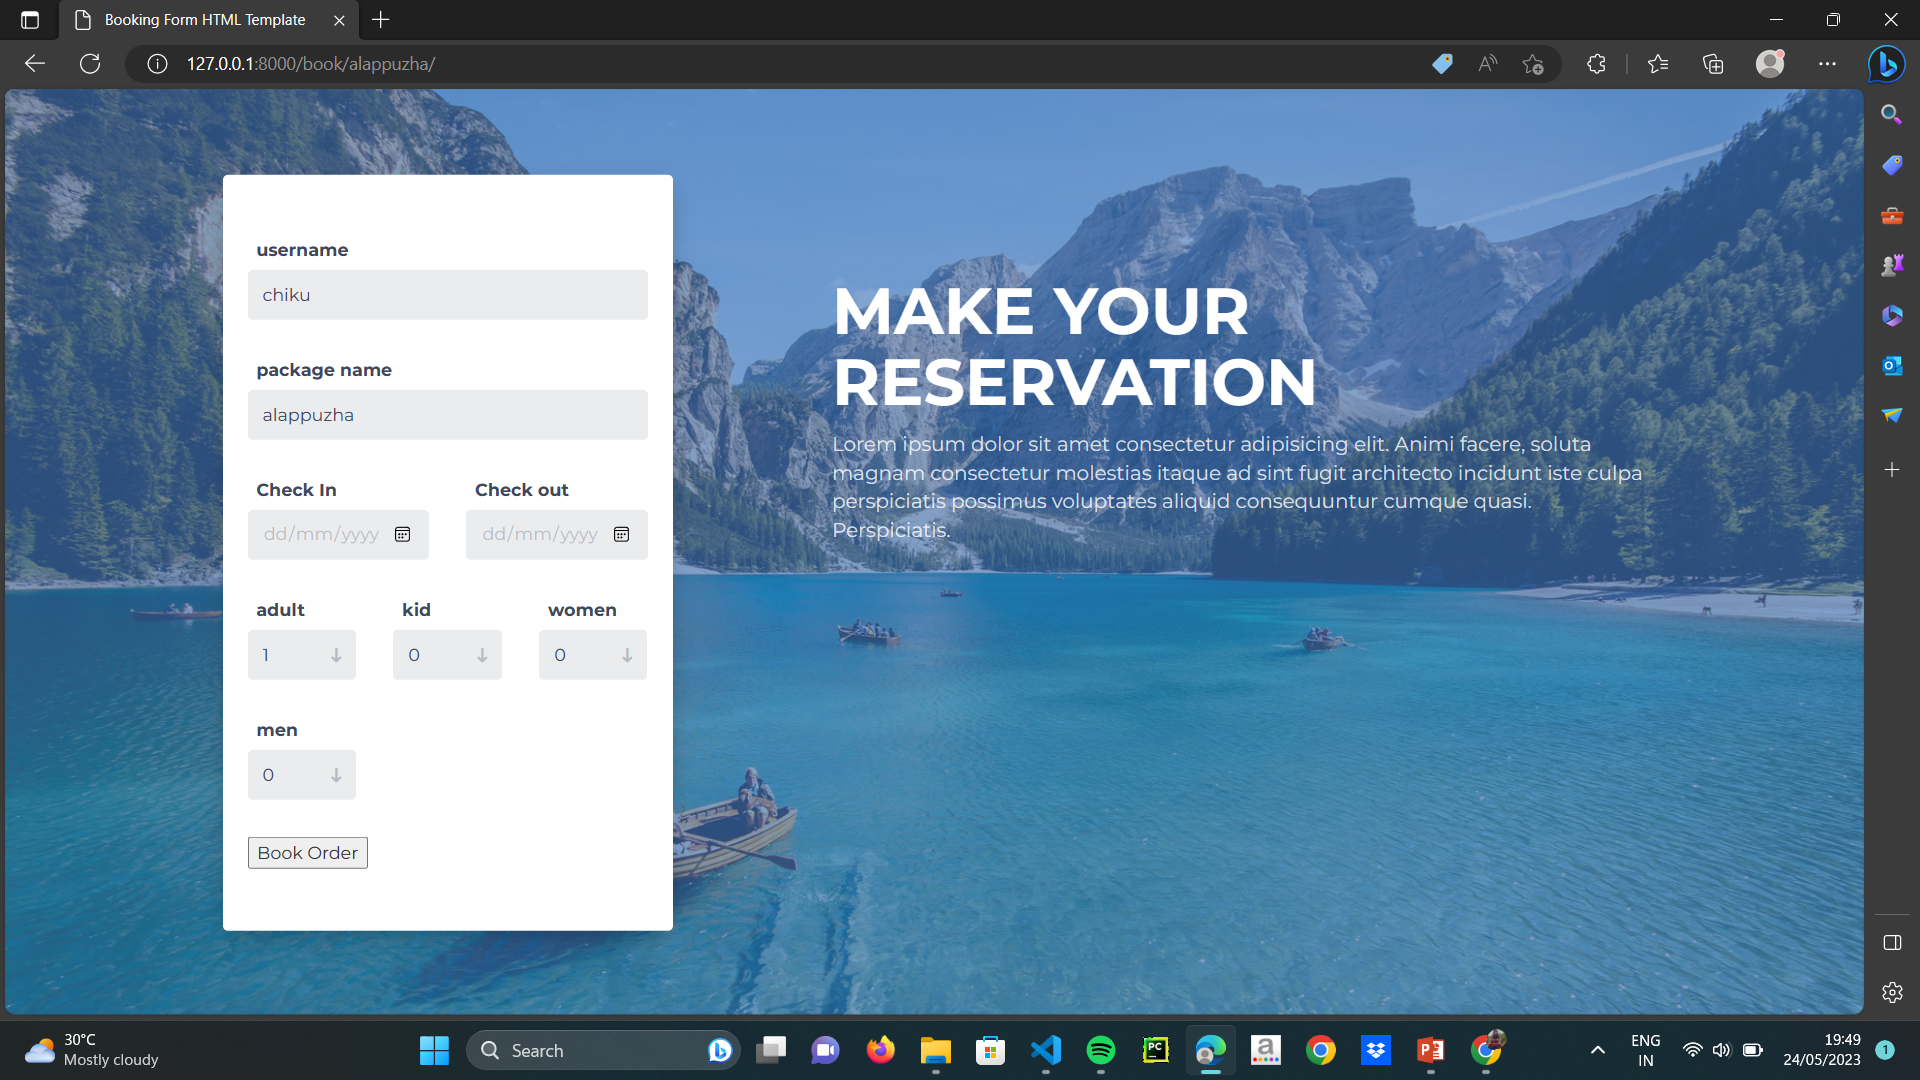 Booking Form HTML Template
127.0.0.1:8000/book/alappuzha/
username
chiku
package name
alappuzha
Check In
Check out
dd/mm/yyyy
dd/mm/yyyy
adult
kid
women
1
0
0
men
0
Book Order
MAKE YOUR
RESERVATION
Lorem ipsum dolor sit amet consectetur adipisicing elit. Animi facere, soluta
magnam consectetur molestias itaque ad sint fugit architecto incidunt iste culpa
perspiciatis possimus voluptates aliquid consequuntur cumque quasi.
Perspiciatis.
30°C
Mostly cloudy
Search
PC
a
ENG
IN
19:49
24/05/2023
1